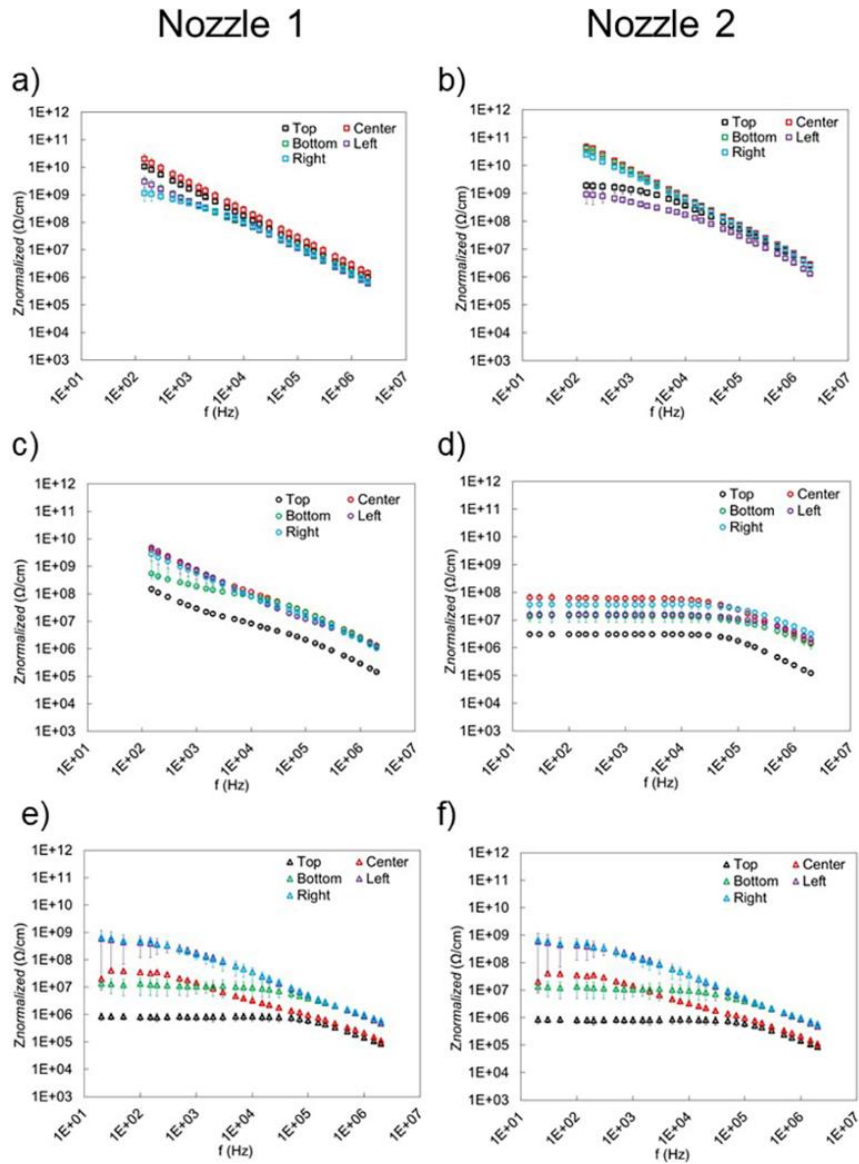 Nozzle 1 Nozzle 2
a) b)
1E+12
1E+11
1E+10
1E+09
1E+08
1E+07
1E+06
1E+05
1E+04
1E+03
Znormalized (Ω/cm)
Top Center
Bottom Left
Right
1E+01 1E+02 1E+03 1E+04 1E+05 1E+06 1E+07
f (Hz)
1E+12
1E+11
1E+10
1E+09
1E+08
1E+07
1E+06
1E+05
1E+04
1E+03
Znormalized (Ω/cm)
Top Center
Bottom Left
Right
1E+01 1E+02 1E+03 1E+04 1E+05 1E+06 1E+07
f (Hz)
c) d)
1E+12
1E+11
1E+10
1E+09
1E+08
1E+07
1E+06
1E+05
1E+04
1E+03
Znormalized (Ω/cm)
Top Center
Bottom Left
Right
1E+01 1E+02 1E+03 1E+04 1E+05 1E+06 1E+07
f (Hz)
1E+12
1E+11
1E+10
1E+09
1E+08
1E+07
1E+06
1E+05
1E+04
1E+03
Znormalized (Ω/cm)
Top Center
Bottom Left
Right
1E+01 1E+02 1E+03 1E+04 1E+05 1E+06 1E+07
f (Hz)
e) f)
1E+12
1E+11
1E+10
1E+09
1E+08
1E+07
1E+06
1E+05
1E+04
1E+03
Znormalized (Ω/cm)
Top Center
Bottom Left
Right
1E+01 1E+02 1E+03 1E+04 1E+05 1E+06 1E+07
f (Hz)
1E+12
1E+11
1E+10
1E+09
1E+08
1E+07
1E+06
1E+05
1E+04
1E+03
Znormalized (Ω/cm)
Top Center
Bottom Left
Right
1E+01 1E+02 1E+03 1E+04 1E+05 1E+06 1E+07
f (Hz)